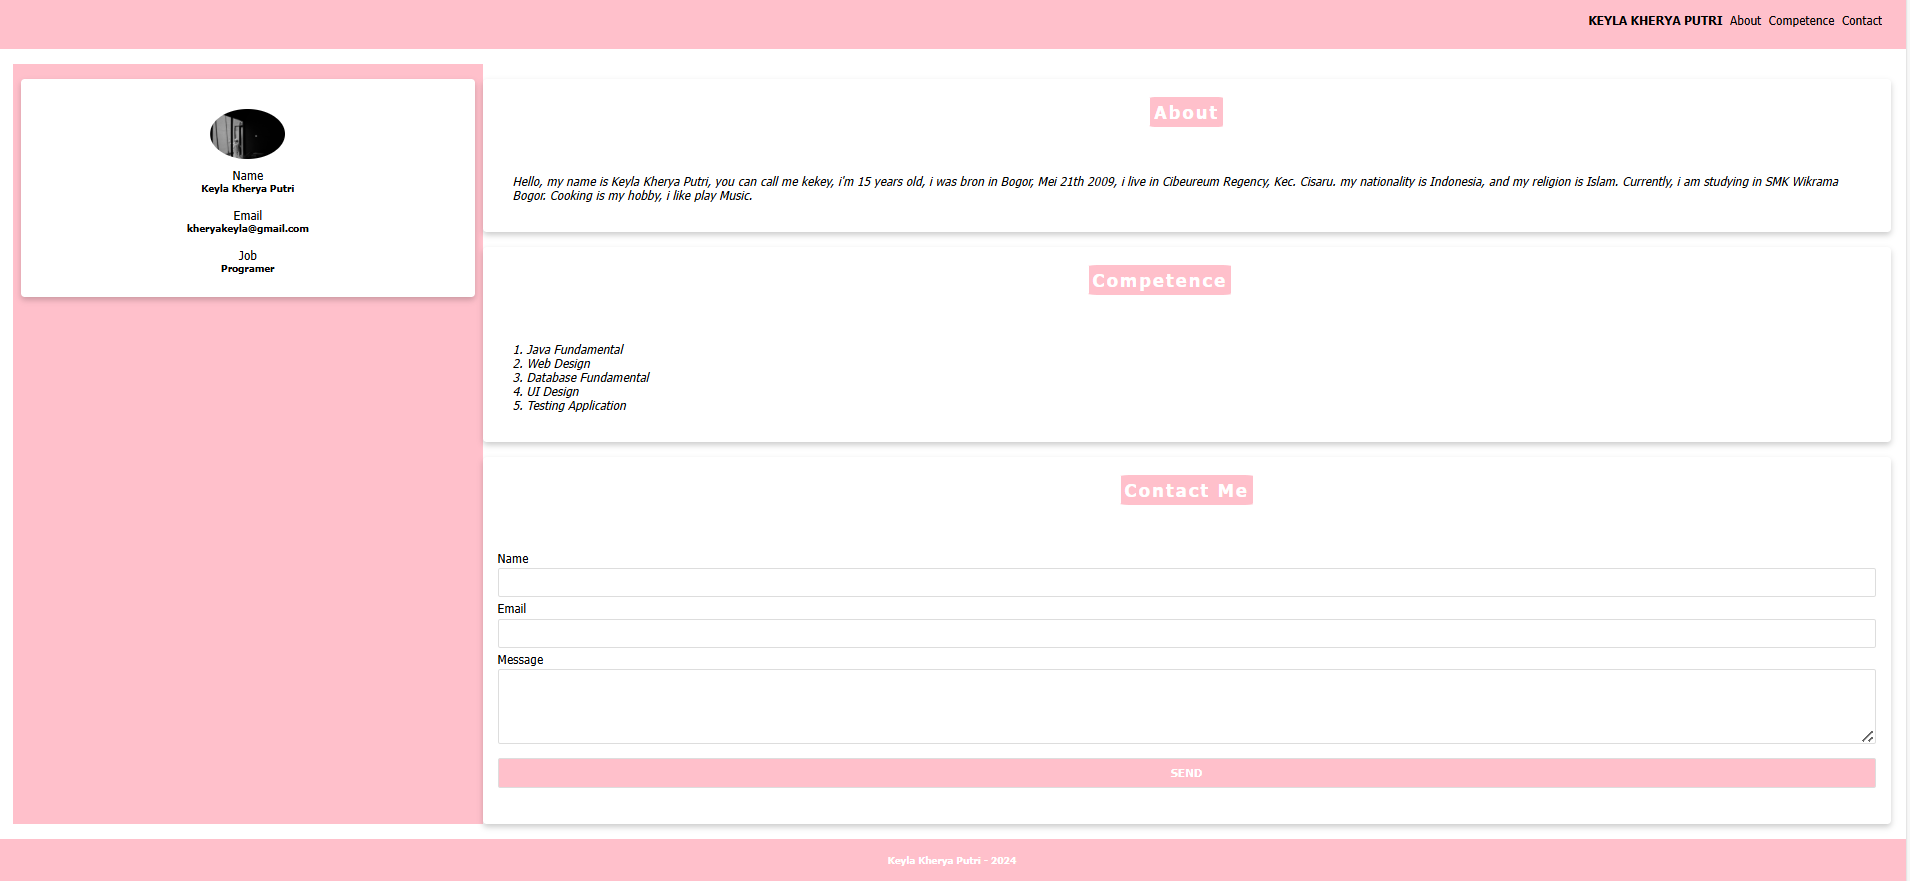 KEYLA KHERYA PUTRI About Competence Contact
Name
Keyla Kherya Putri
Email
kheryakeyla@gmail.com
Job
Programer
About
Hello, my name is Keyla Kherya Putri, you can call me kekey, i'm 15 years old, i was bron in Bogor, Mei 21th 2009, i live in Cibeureum Regency, Kec. Cisaru. my nationality is Indonesia, and my religion is Islam. Currently, i am studying in SMK Wikrama
Bogor. Cooking is my hobby, i like play Music.
Competence
1. Java Fundamental
2. Web Design
3. Database Fundamental
4. UI Design
5. Testing Application
Contact Me
Name
Email
Message
SEND
Keyla Kherya Putri - 2024